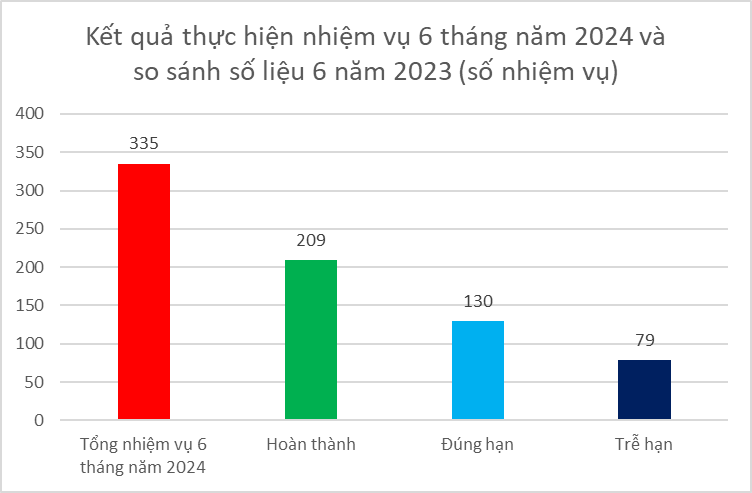 Kết quả thực hiện nhiệm vụ 6 tháng năm 2024 và
so sánh số liệu 6 năm 2023 (số nhiệm vụ)
400
350
300
250
200
150
100
50
0
335
209
130
79
Tổng nhiệm vụ 6
tháng năm 2024
Hoàn thành
Đúng hạn
Trễ hạn